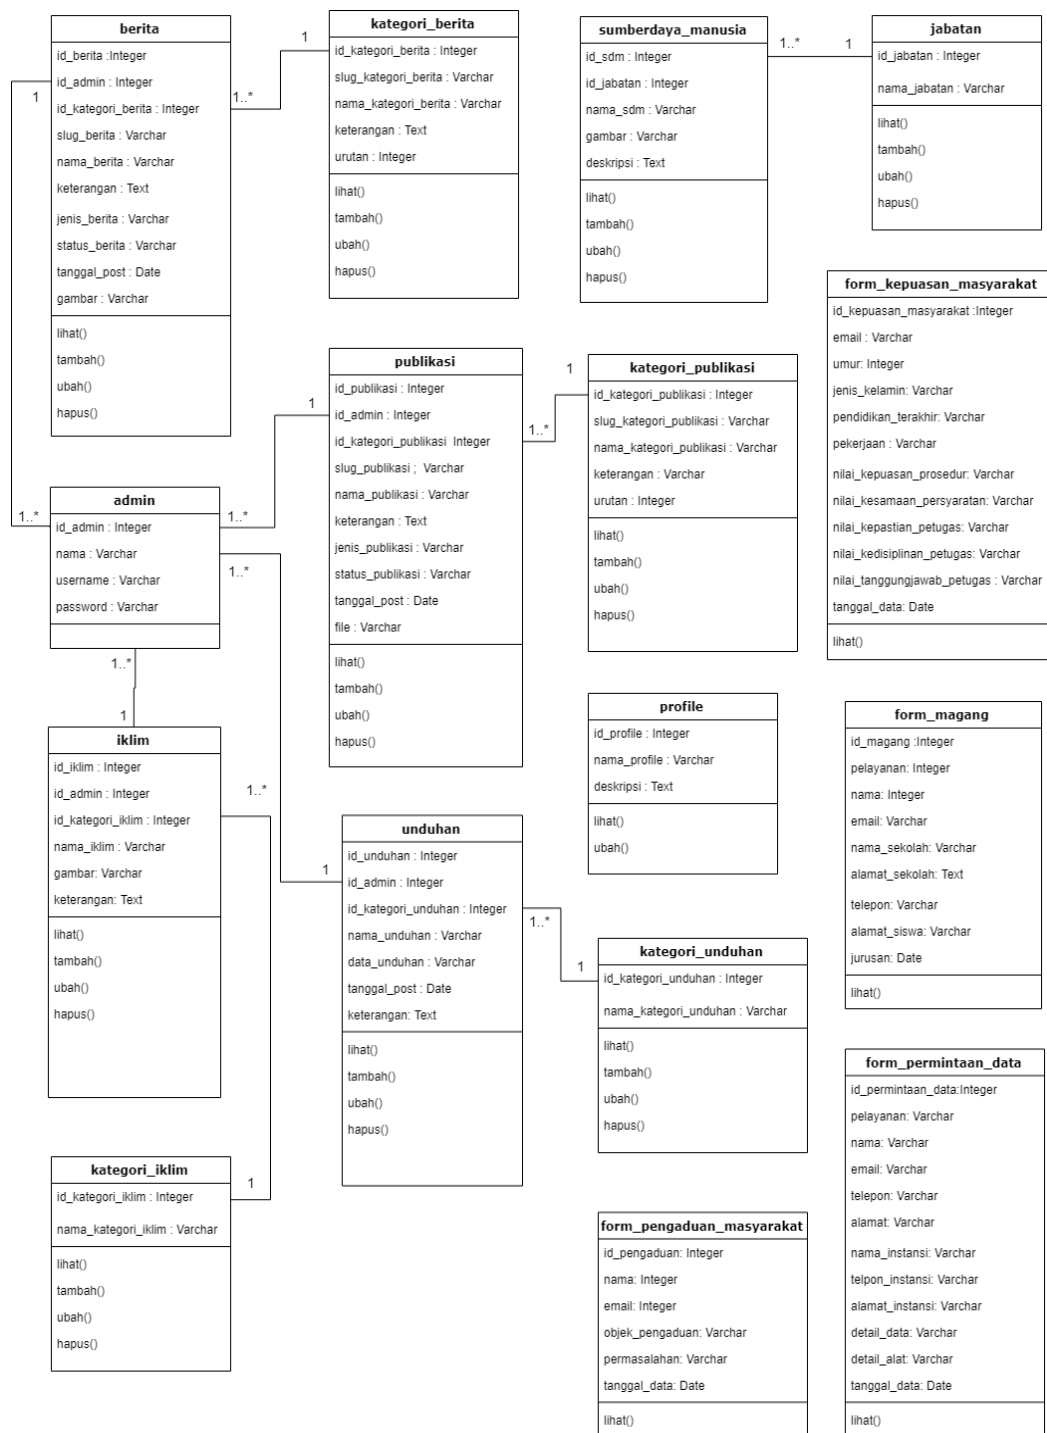 berita
id_berita :Integer
id_admin : Integer
id_kategori_berita : Integer
slug_berita : Varchar
nama_berita : Varchar
keterangan : Text
jenis_berita : Varchar
status_berita : Varchar
tanggal_post : Date
gambar : Varchar
lihat()
tambah()
ubah()
hapus()
1
1..*
1
1..*
kategori_berita
id_kategori_berita : Integer
slug_kategori_berita : Varchar
nama_kategori_berita : Varchar
keterangan : Text
urutan : Integer
lihat()
tambah()
ubah()
hapus()
sumberdaya_manusia
id_sdm : Integer
id_jabatan : Integer
nama_sdm : Varchar
gambar : Varchar
deskripsi : Text
lihat()
tambah()
ubah()
hapus()
1..*
1
jabatan
id_jabatan : Integer
nama_jabatan : Varchar
lihat()
tambah()
ubah()
hapus()
form_kepuasan_masyarakat
id_kepuasan_masyarakat :Integer
email : Varchar
umur: Integer
jenis_kelamin: Varchar
pendidikan_terakhir: Varchar
pekerjaan : Varchar
nilai_kepuasan_prosedur: Varchar
nilai_kesamaan_persyaratan: Varchar
nilai_kepastian_petugas: Varchar
nilai_kedisiplinan_petugas: Varchar
nilai_tanggungjawab_petugas : Varchar
tanggal_data: Date
lihat()
publikasi
id_publikasi : Integer
id_admin : Integer
id_kategori_publikasi  Integer
slug_publikasi ;  Varchar
nama_publikasi : Varchar
keterangan : Text
jenis_publikasi : Varchar
status_publikasi : Varchar
tanggal_post : Date
file : Varchar
lihat()
tambah()
ubah()
hapus()
1
1..*
kategori_publikasi
id_kategori_publikasi : Integer
slug_kategori_publikasi : Varchar
nama_kategori_publikasi : Varchar
keterangan : Varchar
urutan : Integer
lihat()
tambah()
ubah()
hapus()
admin
id_admin : Integer
nama : Varchar
username : Varchar
password : Varchar
1..*
1
1..*
1..*
1..*
1
iklim
id_iklim : Integer
id_admin : Integer
id_kategori_iklim : Integer
nama_iklim : Varchar
gambar: Varchar
keterangan: Text
lihat()
tambah()
ubah()
hapus()
1..*
1
profile
id_profile : Integer
nama_profile : Varchar
deskripsi : Text
lihat()
ubah()
form_magang
id_magang :Integer
pelayanan: Integer
nama: Integer
email: Varchar
nama_sekolah: Varchar
alamat_sekolah: Text
telepon: Varchar
alamat_siswa: Varchar
jurusan: Date
lihat()
1
unduhan
id_unduhan : Integer
id_admin : Integer
id_kategori_unduhan : Integer
nama_unduhan : Varchar
data_unduhan : Varchar
tanggal_post : Date
keterangan: Text
lihat()
tambah()
ubah()
hapus()
1..*
1
kategori_unduhan
id_kategori_unduhan : Integer
nama_kategori_unduhan : Varchar
lihat()
tambah()
ubah()
hapus()
kategori_iklim
id_kategori_iklim : Integer
nama_kategori_iklim : Varchar
lihat()
tambah()
ubah()
hapus()
form_pengaduan_masyarakat
id_pengaduan: Integer
nama: Integer
email: Integer
objek_pengaduan: Varchar
permasalahan: Varchar
tanggal_data: Date
lihat()
form_permintaan_data
id_permintaan_data:Integer
pelayanan: Varchar
nama: Varchar
email: Varchar
telepon: Varchar
alamat: Varchar
nama_instansi: Varchar
telpon_instansi: Varchar
alamat_instansi: Varchar
detail_data: Varchar
detail_alat: Varchar
tanggal_data: Date
lihat()